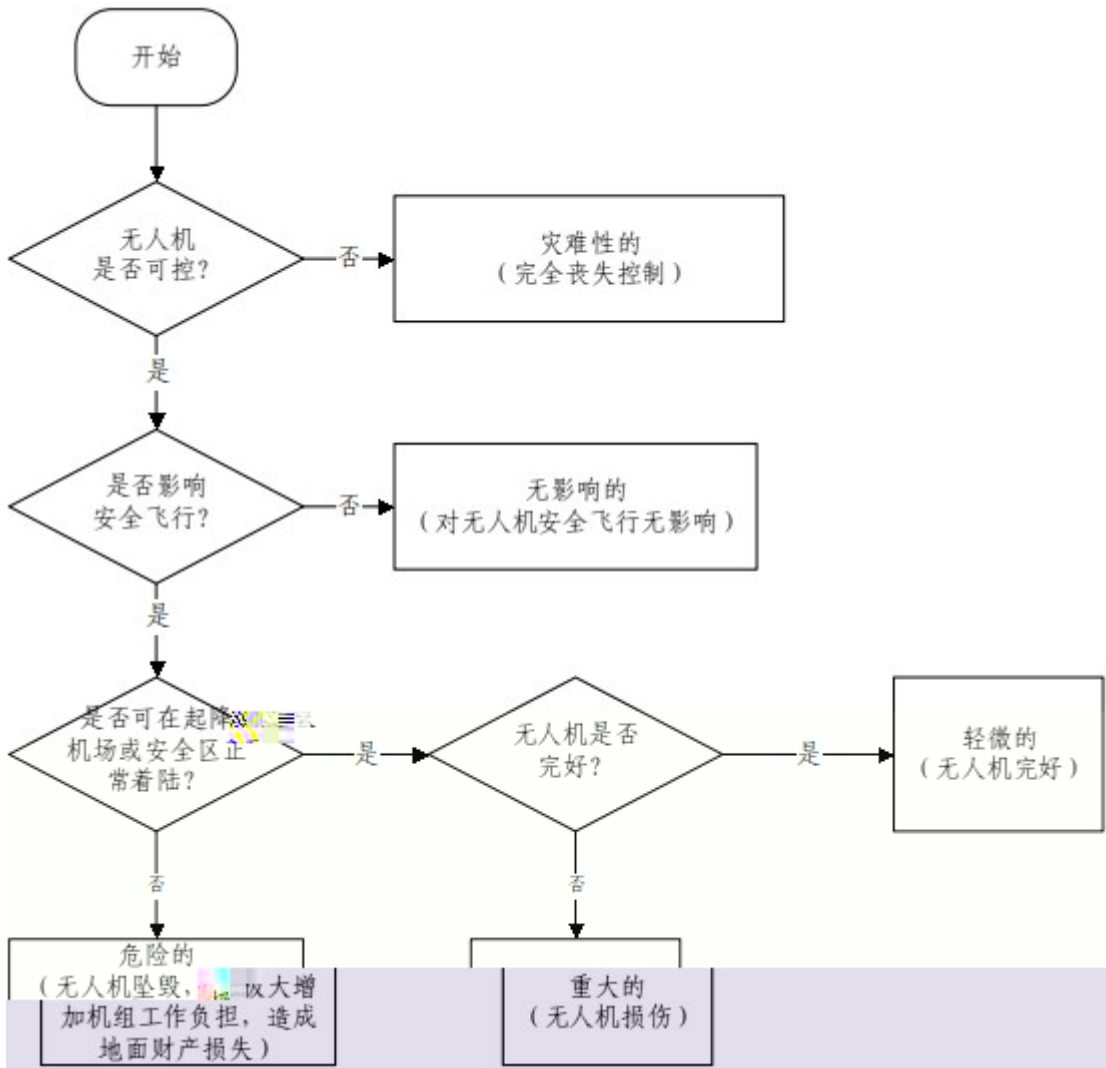 开始
无人机
是否可控?
否
灾难性的
(完全丧失控制)
是
是否影响
安全飞行?
否
无影响的
(对无人机安全飞行无影响)
是
是否可在起降
机场或安全区正
常着陆?
是
无人机是否
完好?
是
轻微的
(无人机完好)
否
否
危险的
(无人机坠毁, 大增
加机组工作负担, 造成
地面财产损失)
重大的
(无人机损伤)